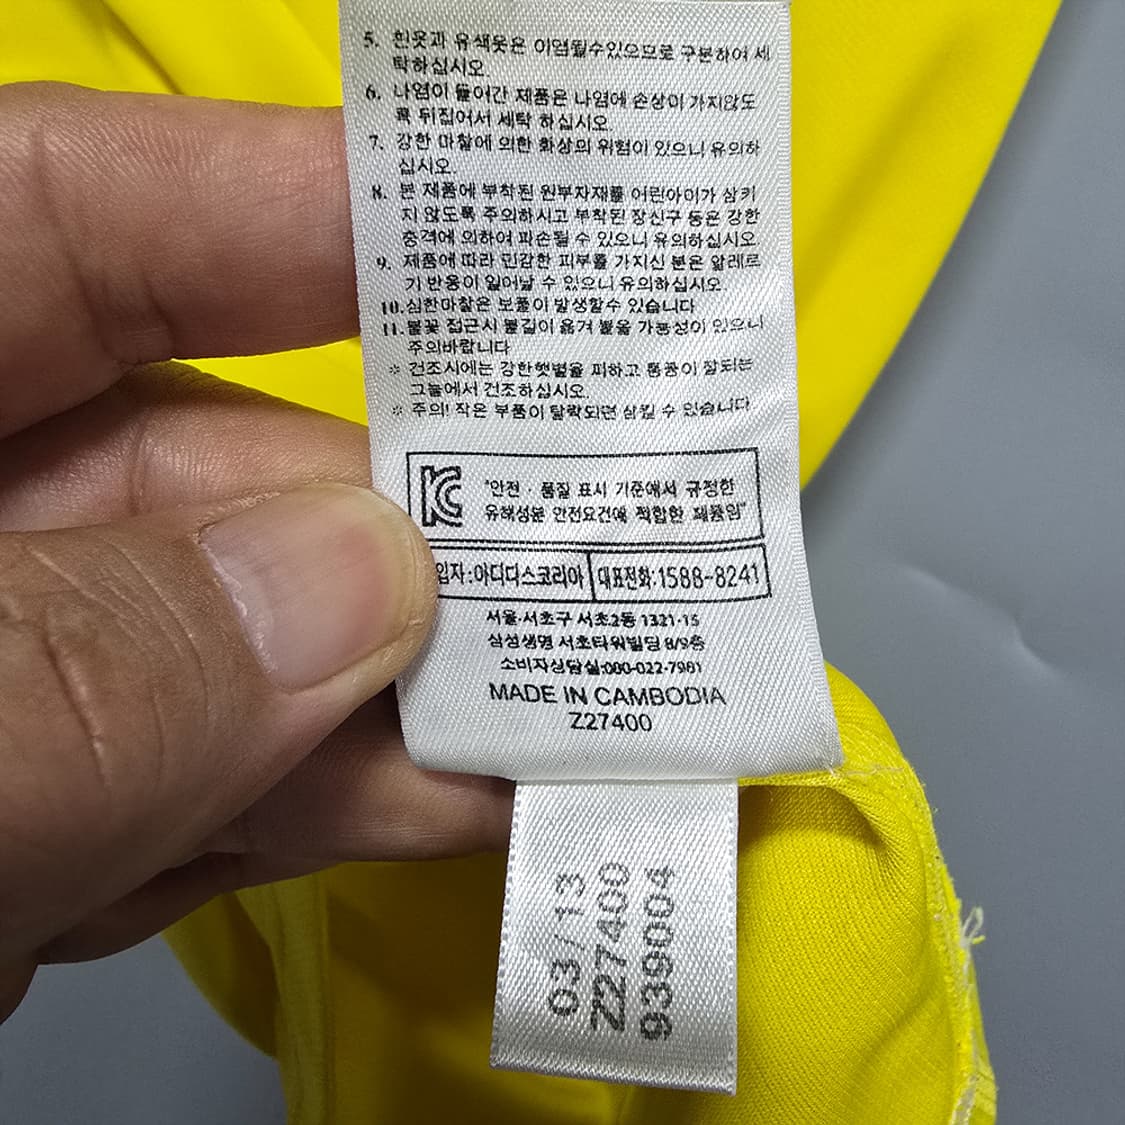 5. 흰옷과 유색옷은 이염될수있으므로 구분하여 세
탁하십시오.
6. 나염이 들어간 제품은 나염에 손상이 가지않도
록 뒤집어서 세탁 하십시오.
7. 강한 마찰에 의한 화상의 위험이 있으니 유의하
십시오.
8. 본 제품에 부착된 원부자재를 어린아이가 삼키
지 않도록 주의하시고 부착된 장신구 등은 강한
충격에 의하여 파손될 수 있으니 유의하십시오.
9. 제품에 따라 민감한 피부를 가지신 분은 알레르
기 반응이 일어날 수 있으니 유의하십시오.
10.심한마찰은 보풀이 발생할수 있습니다
11.불꽃 접근시 불길이 옮겨 붙을 가능성이 있으니
주의바랍니다
※ 건조시에는 강한햇볕을 피하고 통풍이 잘되는
그늘에서 건조하십시오.
※ 주의! 작은 부품이 탈락되면 삼킬 수 있습니다
"안전·품질 표시 기준에서 규정한
유해성분 안전요건에 적합한 제품임"
입자:아디다스코리아 대표전화:1588-8241
서울·서초구 서초2동 1321-15
삼성생명 서초타워빌딩 8/9층
소비자상담실:080-022-7981
MADE IN CAMBODIA
Z27400
03/13
Z27400
939004